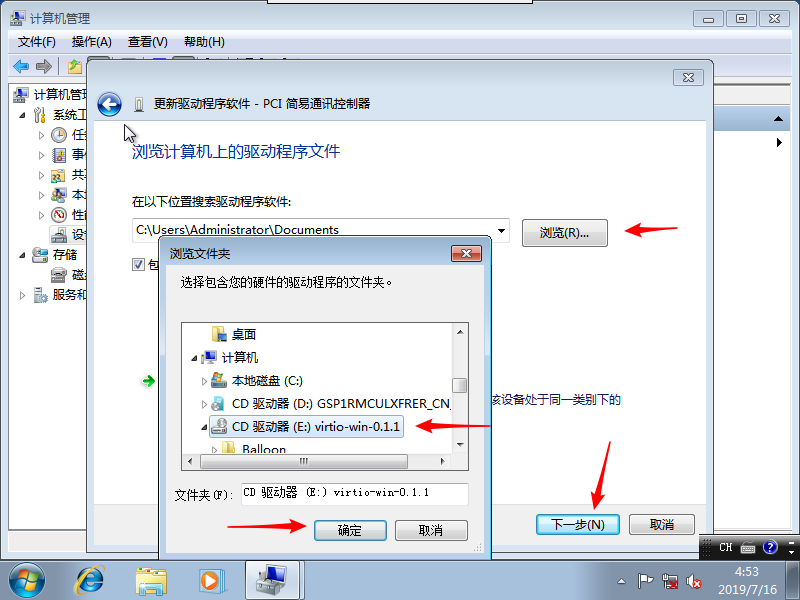 计算机管理
文件(F) 操作(A) 查看(V) 帮助(H)
计算机管
更新驱动程序软件 - PCI 简易通讯控制器
系统工
任
浏览计算机上的驱动程序文件
事
共
本
在以下位置搜索驱动程序软件:
性能
C:\Users\Administrator\Documents
浏览(R)...
设
存储
浏览文件夹
包
磁
选择包含您的硬件的驱动程序的文件夹。
服务和
桌面
计算机
本地磁盘 (C:)
CD 驱动器 (D:) GSP1RMCULXFRER_CN_
该设备处于同一类别下的
CD 驱动器 (E:) virtio-win-0.1.1
Balloon
文件夹(F):
CD 驱动器 (E:) virtio-win-0.1.1
确定 取消
下一步(N) 取消
CH
4:53
2019/7/16